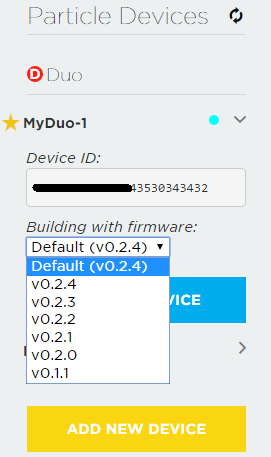 Particle Devices
D Duo
MyDuo-1
Device ID:
43530343432
Building with firmware:
Default (v0.2.4)
Default (v0.2.4)
v0.2.4
v0.2.3
v0.2.2
v0.2.1
v0.2.0
v0.1.1
VICE
ADD NEW DEVICE